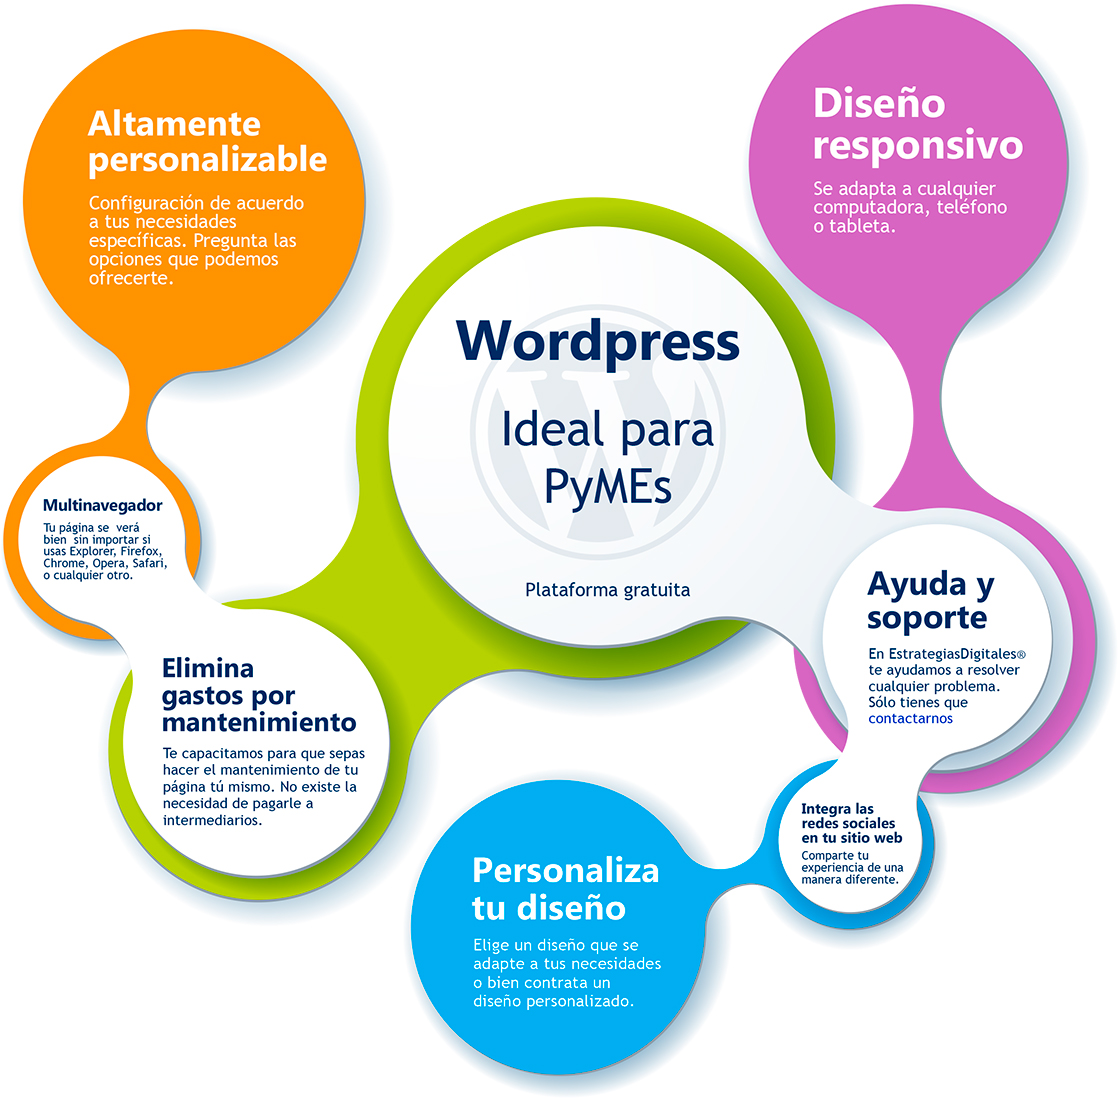 Altamente
personalizable
Configuración de acuerdo
a tus necesidades
específicas. Pregunta las
opciones que podemos
ofrecerte.
Diseño
responsivo
Se adapta a cualquier
computadora, teléfono
o tableta.
Wordpress
Ideal para
PyMEs
Plataforma gratuita
Multinavegador
Tu página se verá
bien sin importar si
usas Explorer, Firefox,
Chrome, Opera, Safari,
o cualquier otro.
Ayuda y
soporte
En EstrategiasDigitales®
te ayudamos a resolver
cualquier problema.
Sólo tienes que
contactarnos
Elimina
gastos por
mantenimiento
Te capacitamos para que sepas
hacer el mantenimiento de tu
página tú mismo. No existe la
necesidad de pagarle a
intermediarios.
Integra las
redes sociales
en tu sitio web
Comparte tu
experiencia de una
manera diferente.
Personaliza
tu diseño
Elige un diseño que se
adapte a tus necesidades
o bien contrata un
diseño personalizado.